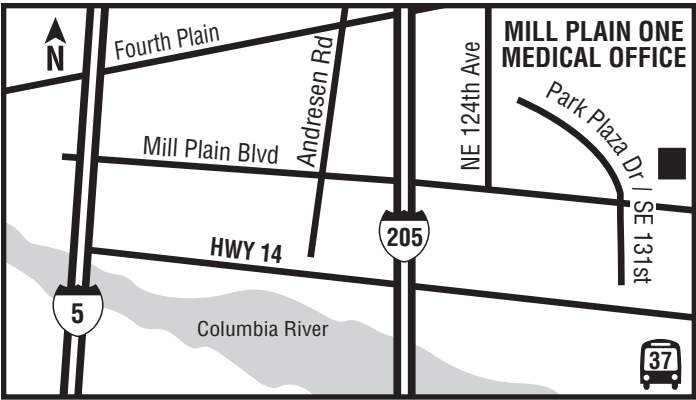 N
Fourth Plain
Andresen Rd
NE 124th Ave
MILL PLAIN ONE
MEDICAL OFFICE
Park Plaza Dr / SE 131st
Mill Plain Blvd
HWY 14
205
5
Columbia River
37